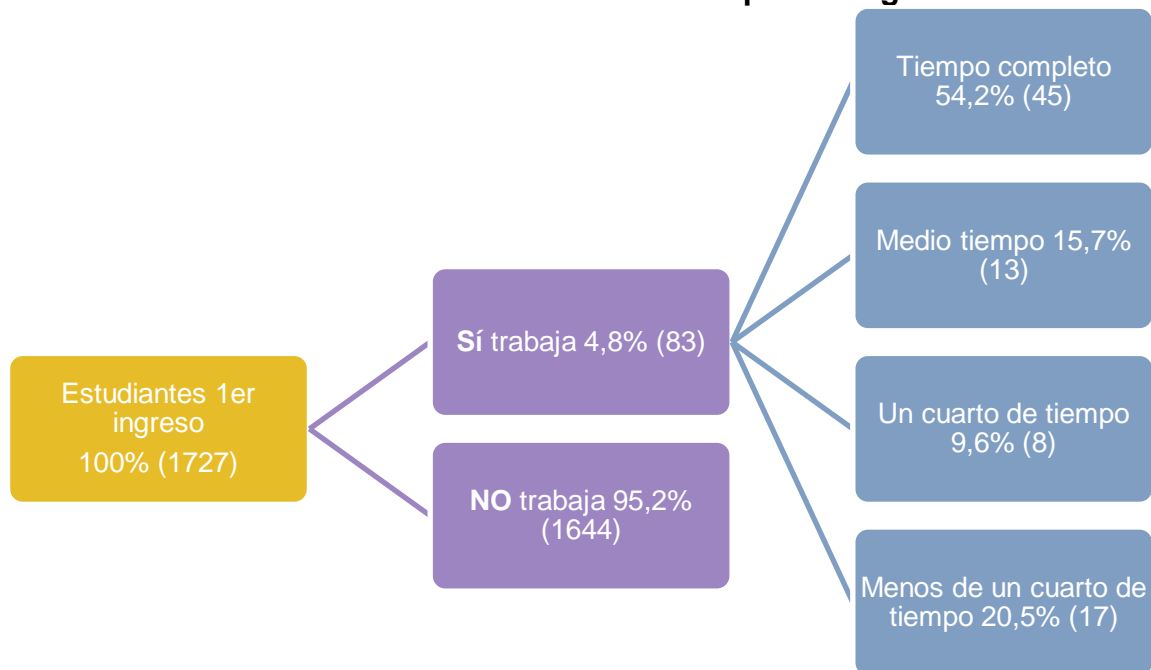 Tiempo completo
54,2% (45)
Medio tiempo 15,7%
(13)
Sí trabaja 4,8% (83)
Estudiantes 1er
ingreso
100% (1727)
Un cuarto de tiempo
9,6% (8)
NO trabaja 95,2%
(1644)
Menos de un cuarto de
tiempo 20,5% (17)